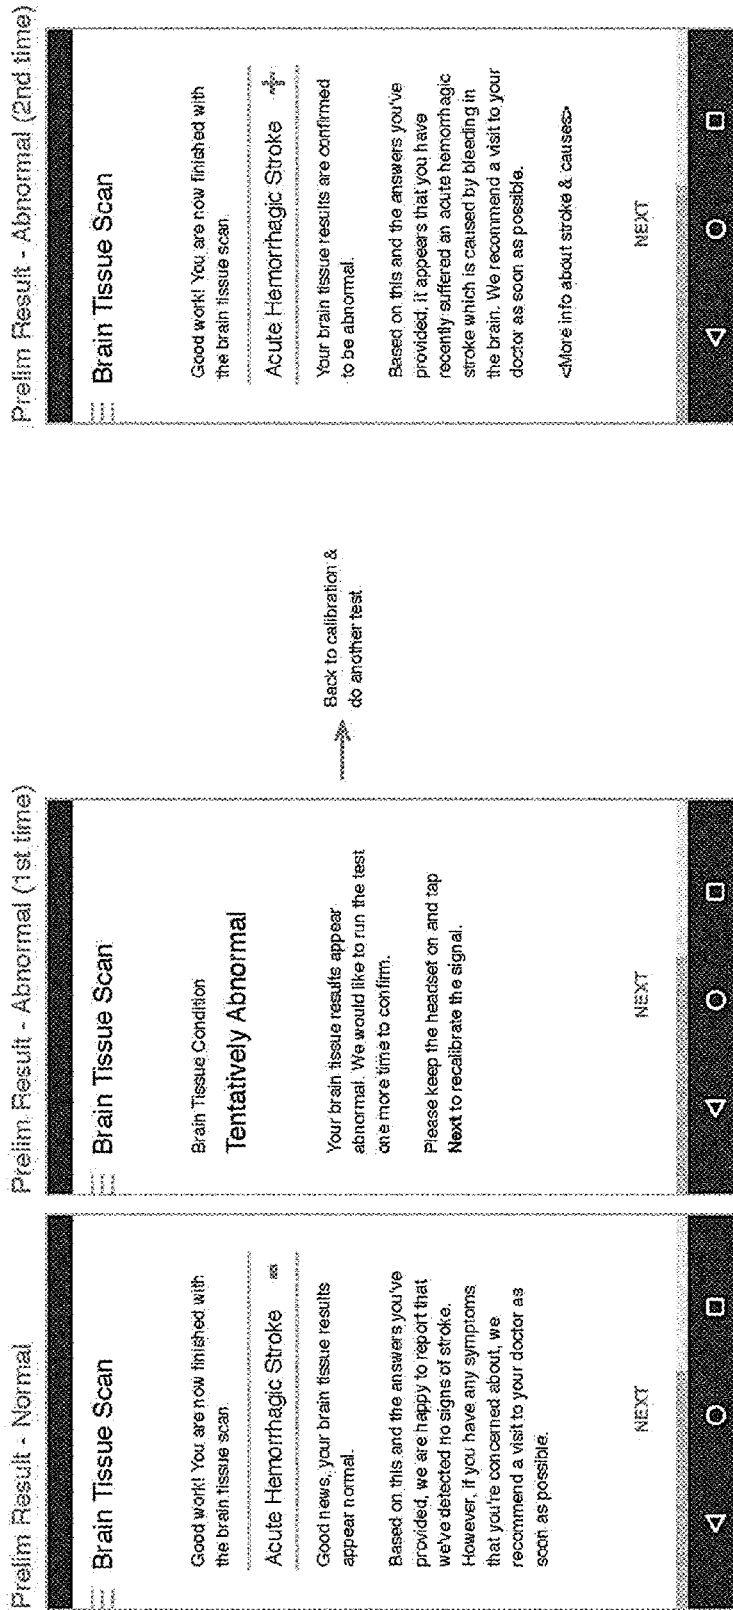 Prelim Result - Normal
Brain Tissue Scan
Good work! You are now finished with
the brain tissue scan.
Acute Hemorrhagic Stroke -
Good news, your brain tissue results
appear normal.
Based on this and the answers you've
provided, we are happy to report that
we've detected no signs of stroke.
However, if you have any symptoms
that you're concerned about, we
recommend a visit to your doctor as
soon as possible.
NEXT
Prelim Result - Abnormal (1st time)
Brain Tissue Scan
Brain Tissue Condition
Tentatively Abnormal
Your brain tissue results appear
abnormal. We would like to run the test
one more time to confirm.
Please keep the headset on and tap
Next to recalibrate the signal.
NEXT
Back to calibration &
do another test.
Prelim Result - Abnormal (2nd time)
Brain Tissue Scan
Good work! You are now finished with
the brain tissue scan.
Acute Hemorrhagic Stroke +
Your brain tissue results are confirmed
to be abnormal.
Based on this and the answers you've
provided, it appears that you have
recently suffered an acute hemorrhagic
stroke which is caused by bleeding in
the brain. We recommend a visit to your
doctor as soon as possible.
<More info about stroke & causes>
NEXT